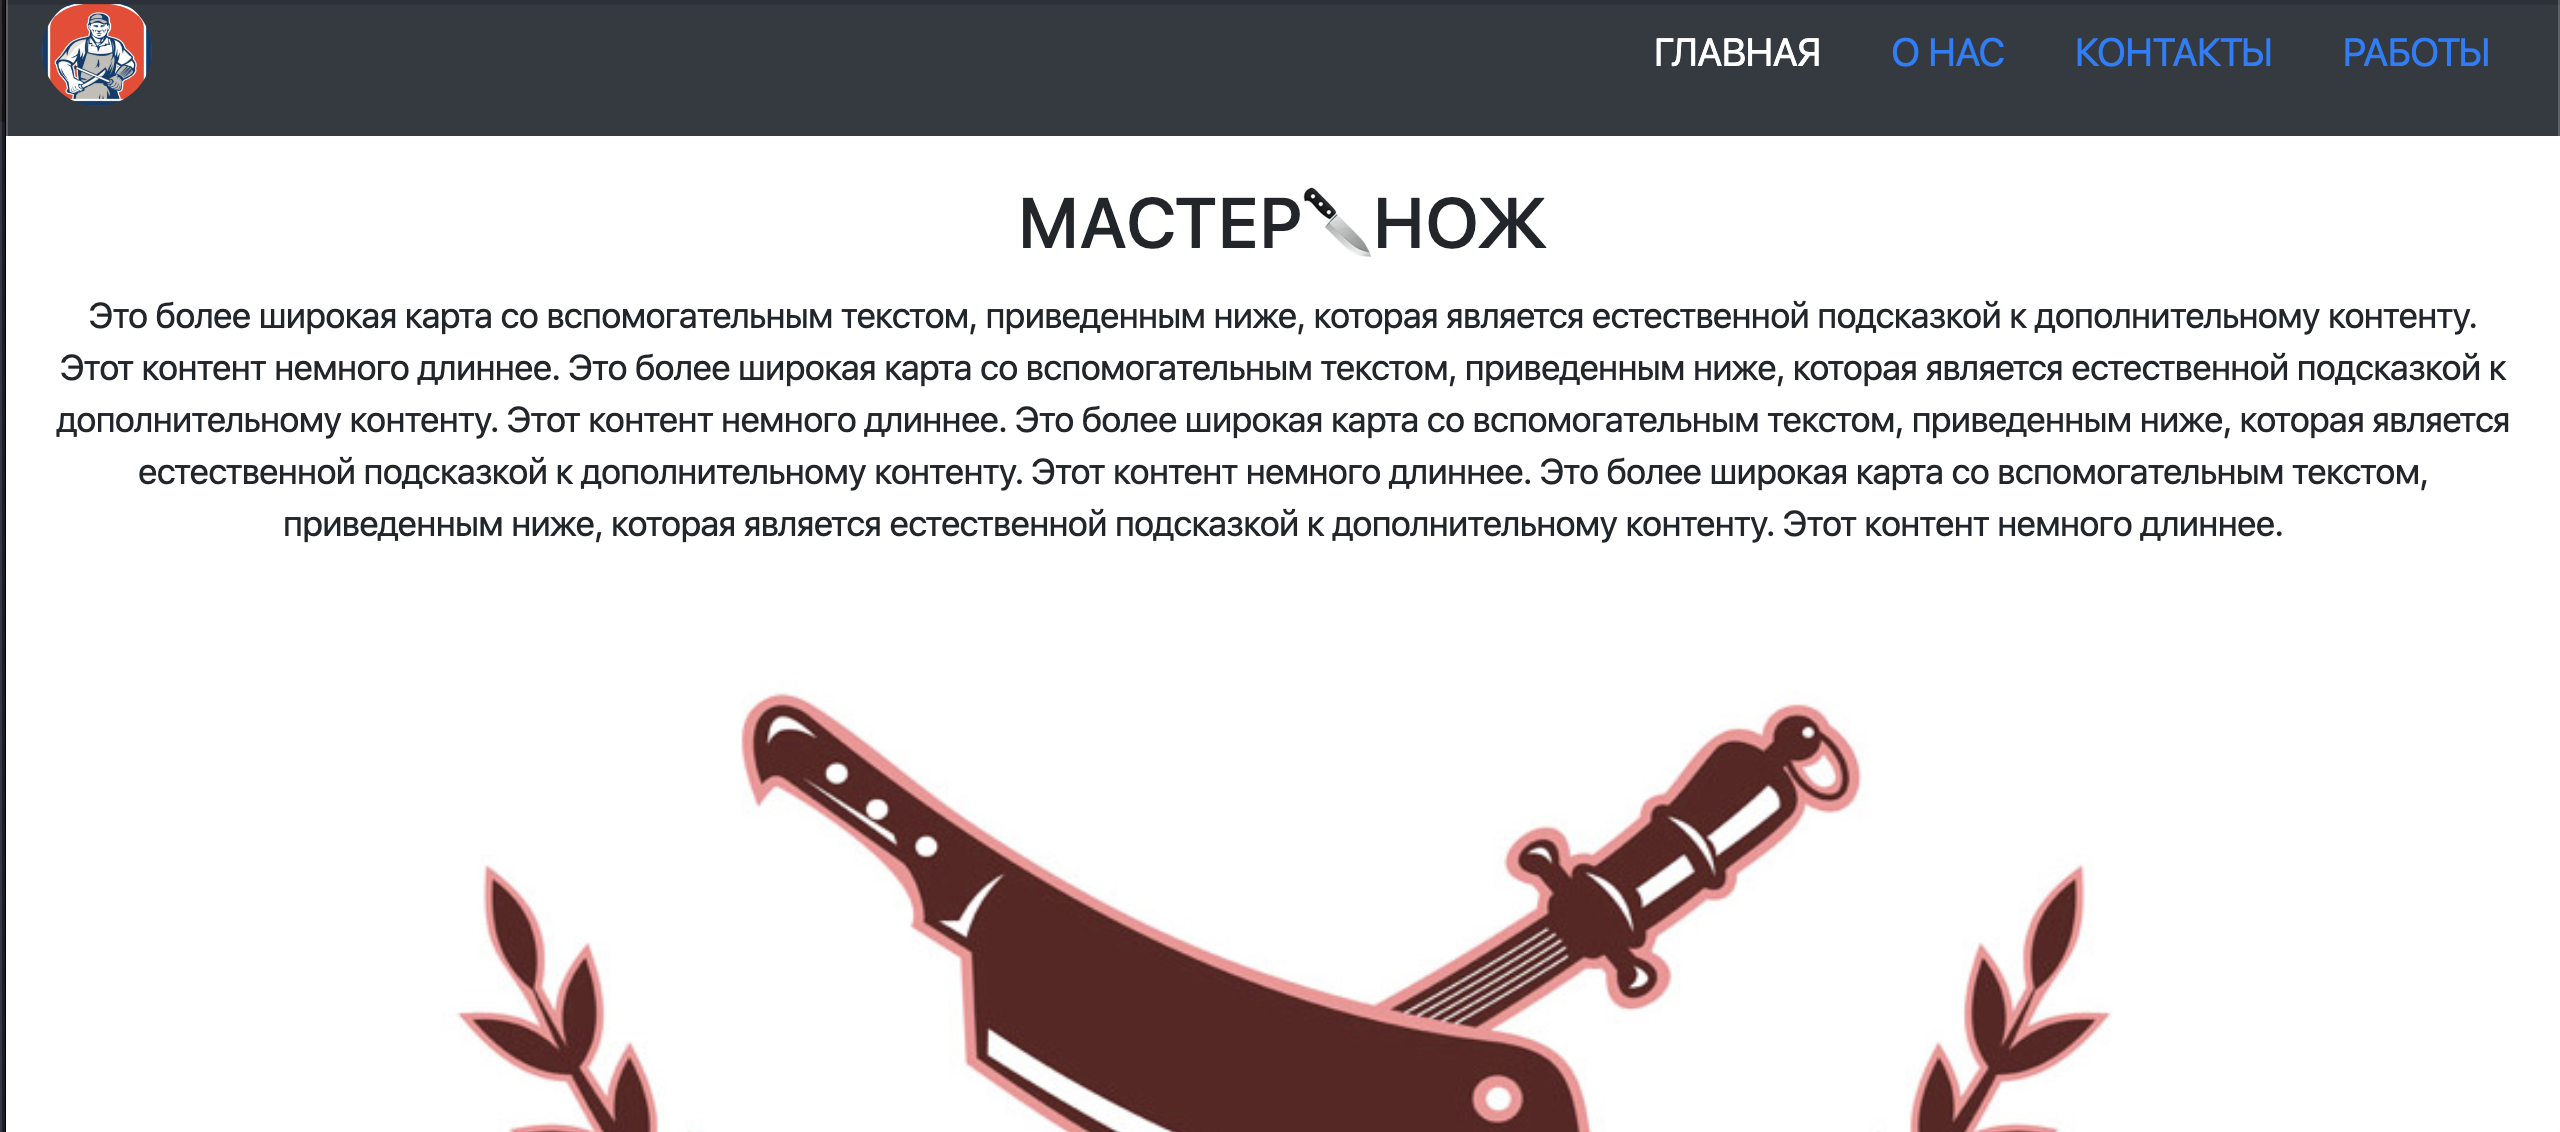 ГЛАВНАЯ О НАС КОНТАКТЫ РАБОТЫ
МАСТЕР🔪НОЖ
Это более широкая карта со вспомогательным текстом, приведенным ниже, которая является естественной подсказкой к дополнительному контенту.
Этот контент немного длиннее. Это более широкая карта со вспомогательным текстом, приведенным ниже, которая является естественной подсказкой к
дополнительному контенту. Этот контент немного длиннее. Это более широкая карта со вспомогательным текстом, приведенным ниже, которая является
естественной подсказкой к дополнительному контенту. Этот контент немного длиннее. Это более широкая карта со вспомогательным текстом,
приведенным ниже, которая является естественной подсказкой к дополнительному контенту. Этот контент немного длиннее.